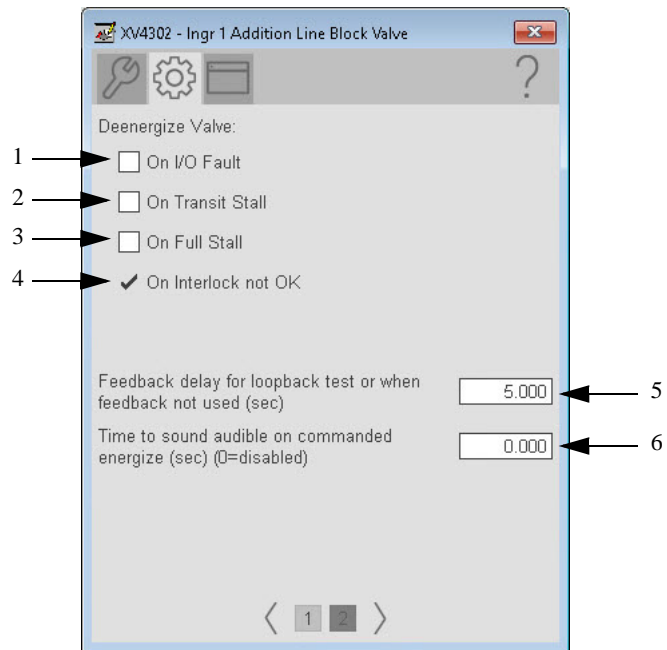 XV4302 - Ingr 1 Addition Line Block Valve
?
Deenergize Valve:
1 On I/O Fault
2 On Transit Stall
3 On Full Stall
4 On Interlock not OK
Feedback delay for loopback test or when
feedback not used (sec)
5.000 5
Time to sound audible on commanded
energize (sec) (0=disabled)
0.000 6
1 2